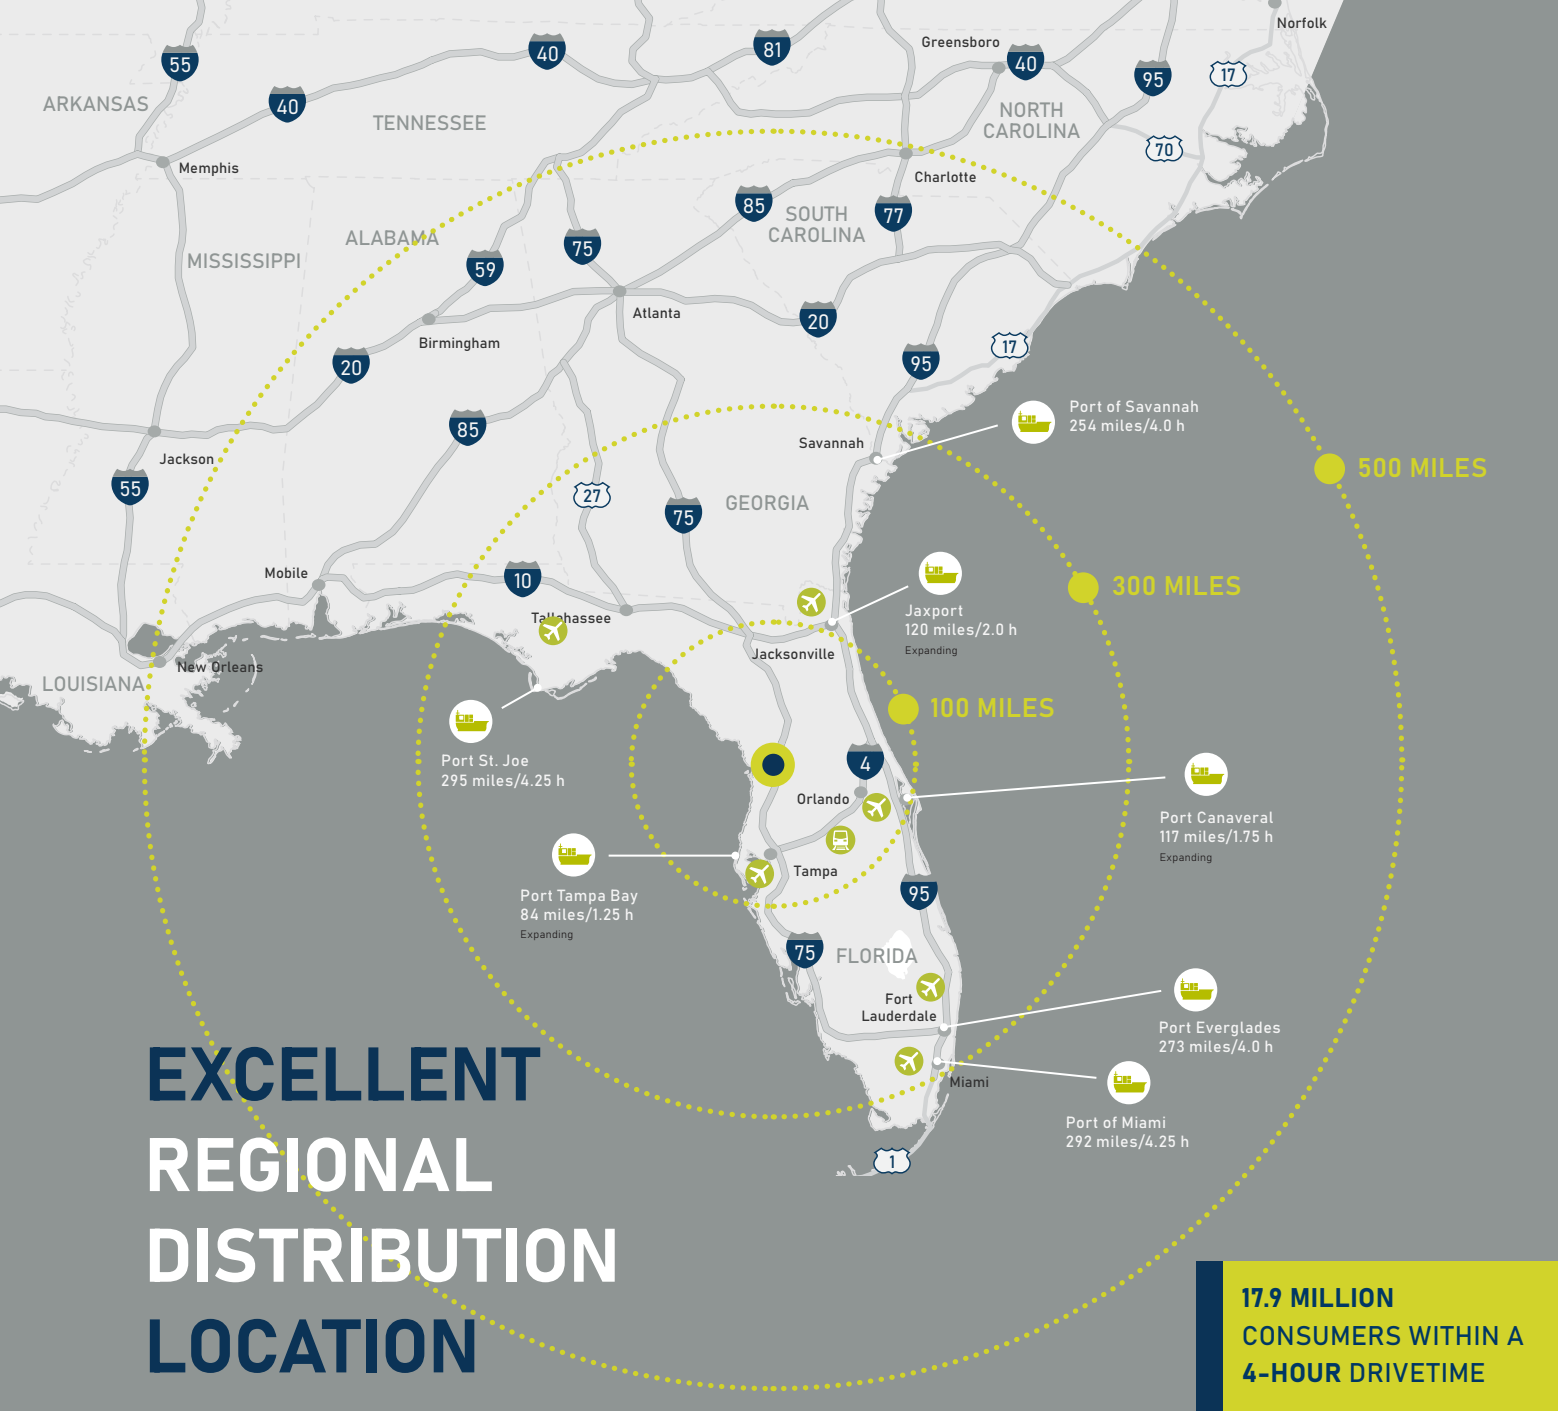 Norfolk
Greensboro
81
40
40
55
95
17
40
ARKANSAS
TENNESSEE
NORTH
CAROLINA
70
Memphis
Charlotte
85
77
SOUTH
CAROLINA
ALABAMA
75
MISSISSIPPI
59
Atlanta
20
Birmingham
17
95
20
Port of Savannah
254 miles/4.0 h
85
Savannah
Jackson
500 MILES
55
27
GEORGIA
75
Mobile
10
300 MILES
Jaxport
120 miles/2.0 h
Expanding
Tallahassee
Jacksonville
New Orleans
LOUISIANA
100 MILES
Port St. Joe
295 miles/4.25 h
4
Orlando
Port Canaveral
117 miles/1.75 h
Expanding
Tampa
Port Tampa Bay
84 miles/1.25 h
Expanding
95
75
FLORIDA
Fort
Lauderdale
Port Everglades
273 miles/4.0 h
Miami
Port of Miami
292 miles/4.25 h
1
EXCELLENT
REGIONAL
DISTRIBUTION
LOCATION
17.9 MILLION
CONSUMERS WITHIN A
4-HOUR DRIVETIME